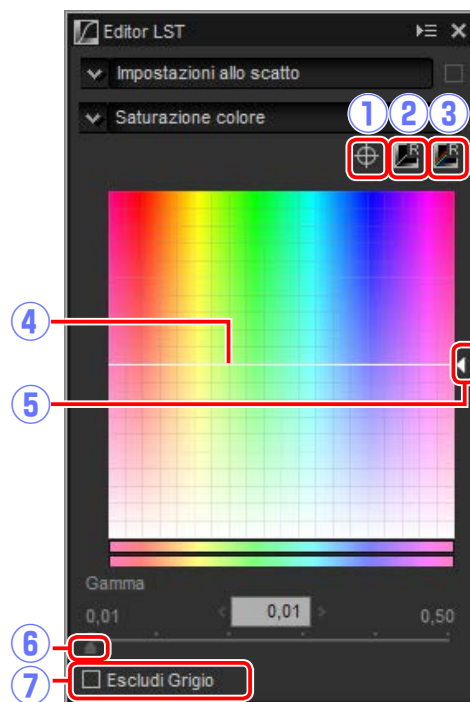 Editor LST
Impostazioni allo scatto
Saturazione colore
1 2 3
R R
4
5
Gamma
0,01 < 0,01 > 0,50
6
7
Escludi Grigio